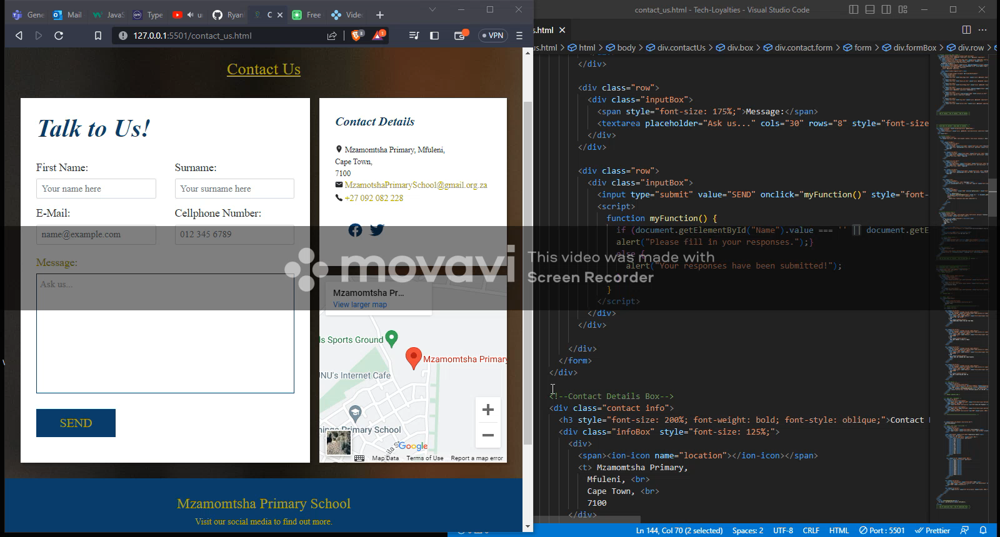 Gene
Mail
JavaS
Type
Ryan
C
Free
Video
contact_us.html - Tech-Loyalties - Visual Studio Code
127.0.0.1:5501/contact_us.html
3
1
VPN
s.html
us.html > html > body > div.contactUs > div.box > div.contact.form > form > div.formBox > div.row >
Contact Us
Talk to Us!
First Name:
Surname:
Your name here
Your surname here
E-Mail:
Cellphone Number:
name@example.com
012 345 6789
Message:
Ask us...
SEND
Contact Details
Mzamomtsha Primary, Mfuleni,
Cape Town,
7100
MzamotshaPrimarySchool@gmail.org.za
+27 092 082 228
movavi
This video was made with
Screen Recorder
Mzamomtsha Pr...
View larger map
ls Sports Ground
Mzamomtsha Primary
UNU's Internet Cafe
Primary School
Google
Map Data
Terms of Use
Report a map error
Mzamomtsha Primary School
Visit our social media to find out more.
</div>
<div class="row">
<div class="inputBox">
<span style="font-size: 175%;">Message:</span>
<textarea placeholder="Ask us..." cols="30" rows="8" style="font-size
</div>
</div>
<div class="row">
<div class="inputBox">
<input type="submit" value="SEND" onclick="myFunction()" style="font-
<script>
function myFunction() {
if (document.getElementById("Name").value === '' || document.getE
alert("Please fill in your responses.");}
else {
alert("Your responses have been submitted!");
}
</script>
</div>
</div>
</div>
</form>
</div>
<!--Contact Details Box-->
<div class="contact info">
<h3 style="font-size: 200%; font-weight: bold; font-style: oblique;">Contact
<div class="infoBox" style="font-size: 125%;">
<div>
<span><ion-icon name="location"></ion-icon></span>
<t> Mzamomtsha Primary,
Mfuleni, <br>
Cape Town, <br>
7100
</div>
Ln 144, Col 70 (2 selected)
Spaces: 2
UTF-8
CRLF
HTML
Port : 5501
Prettier